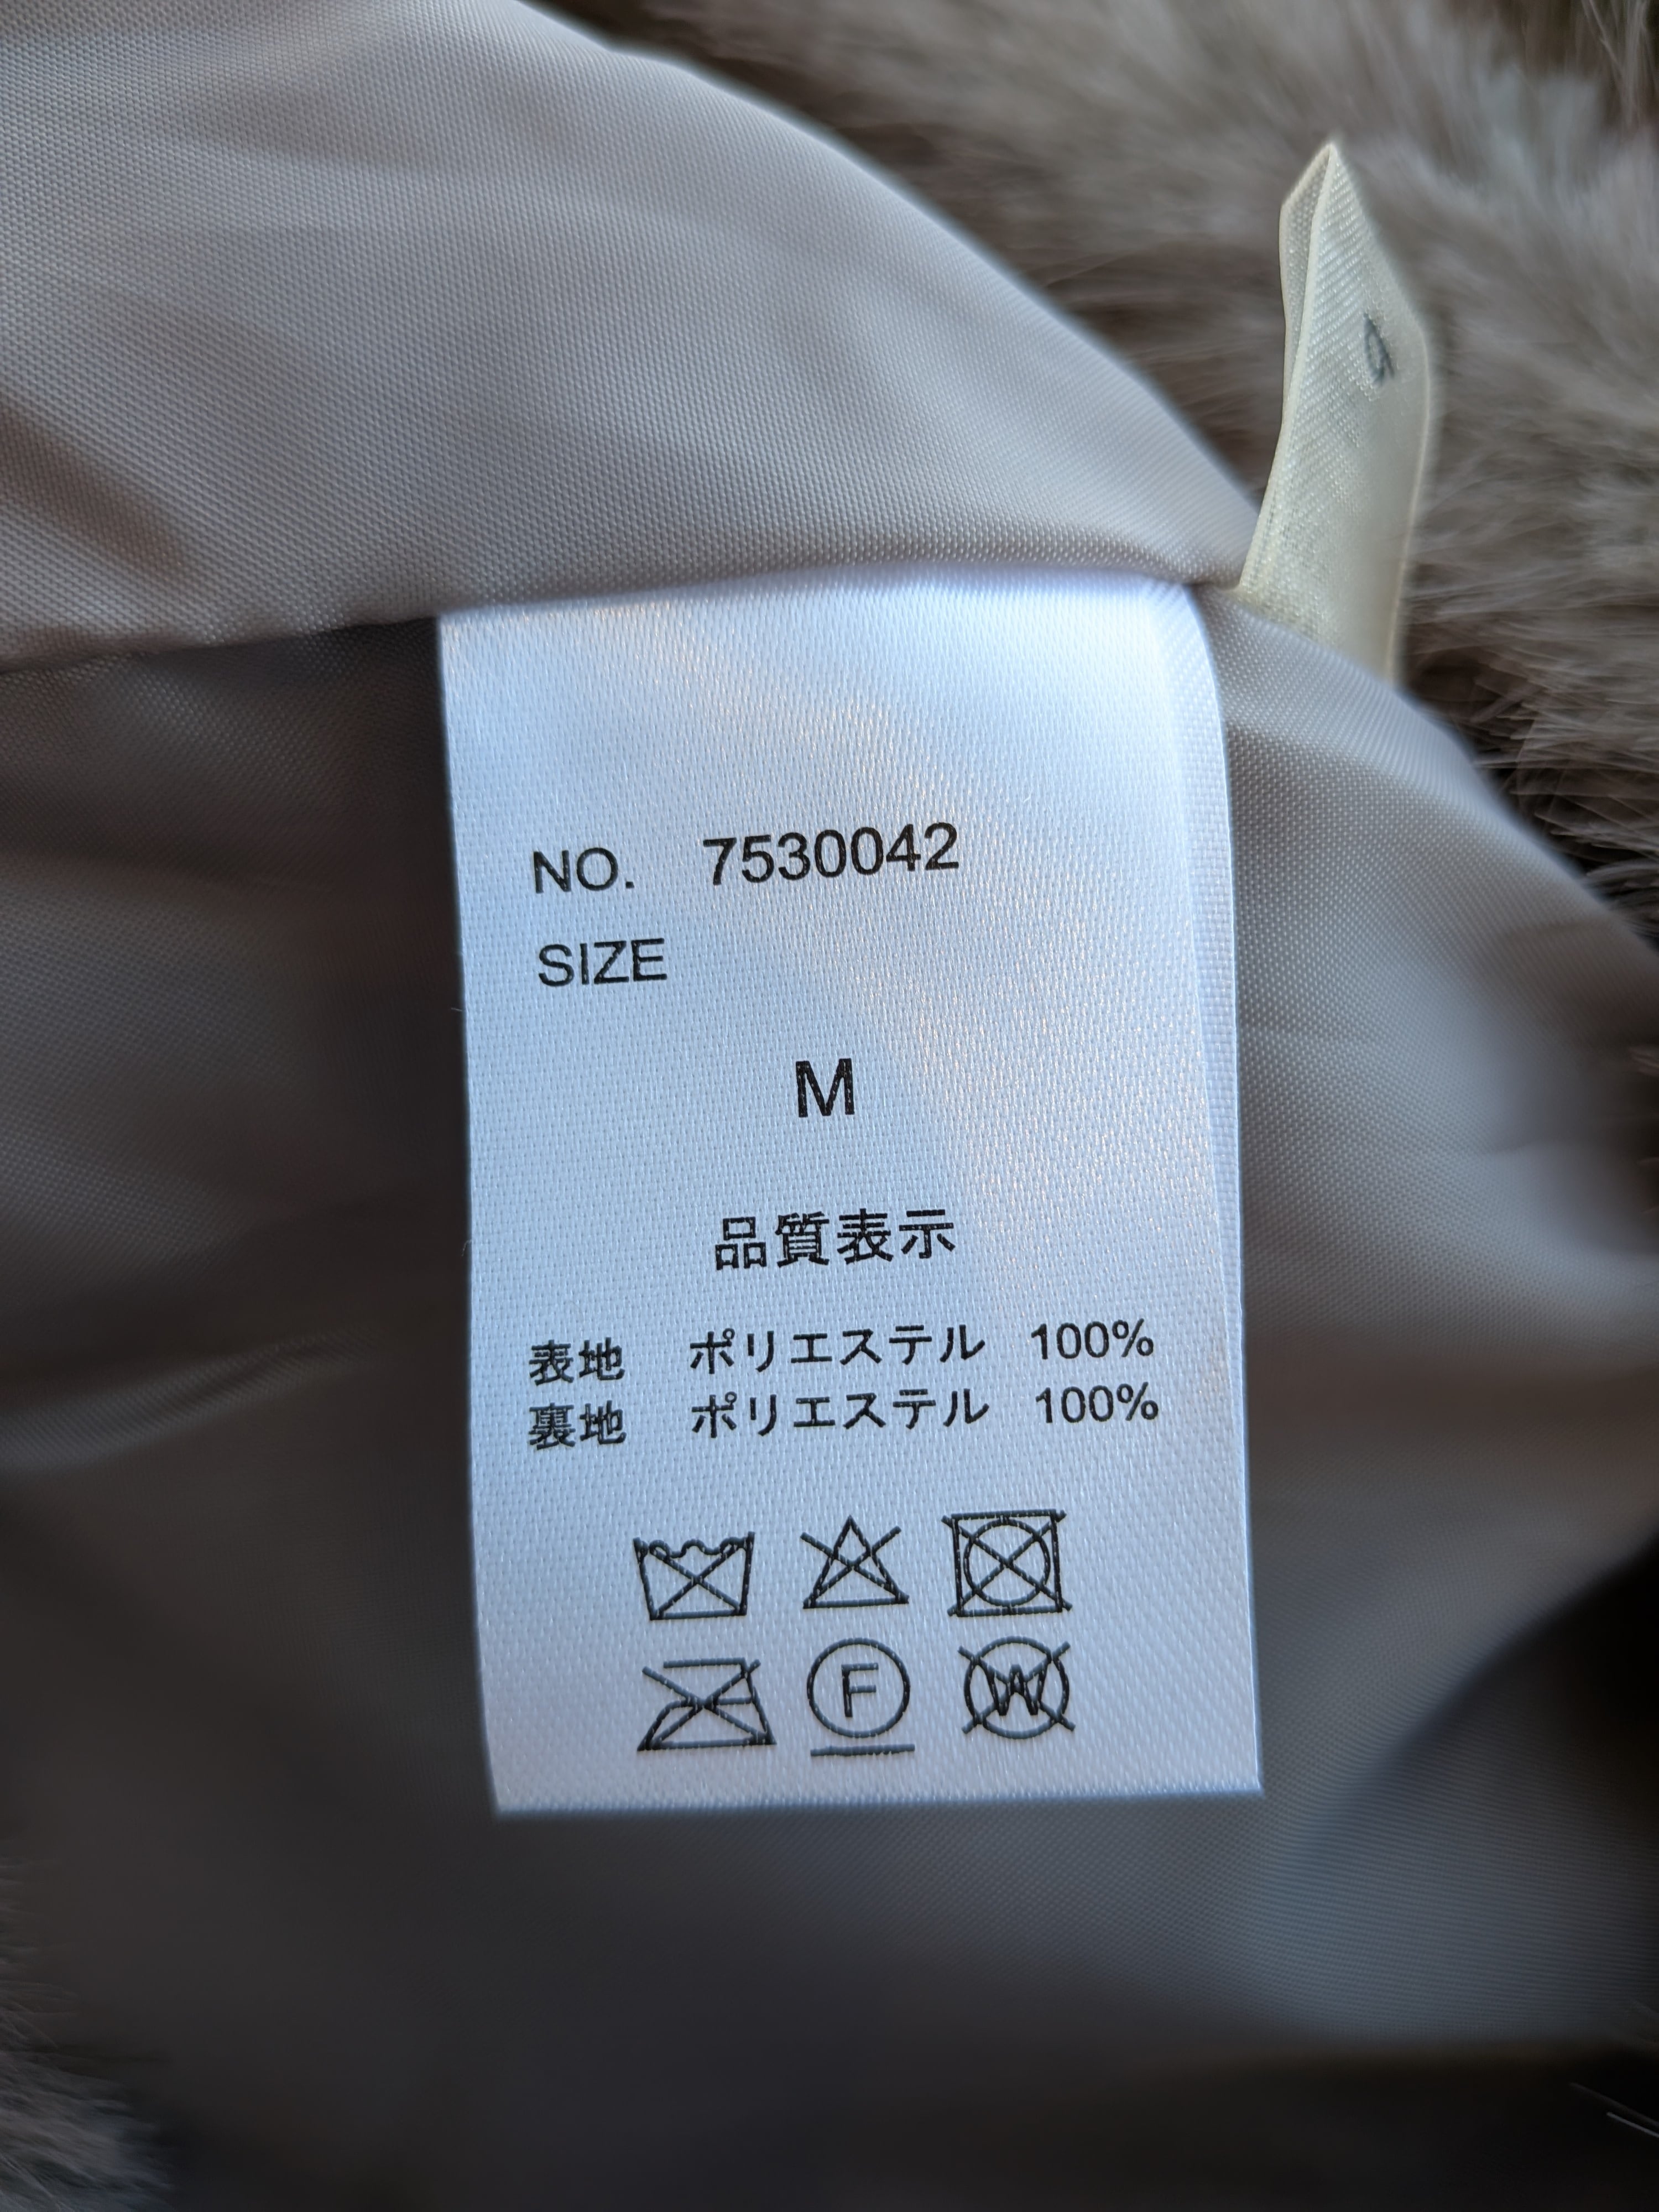 NO. 7530042
SIZE
M
品質表示
表地 ポリエステル 100%
裏地 ポリエステル 100%
F
W